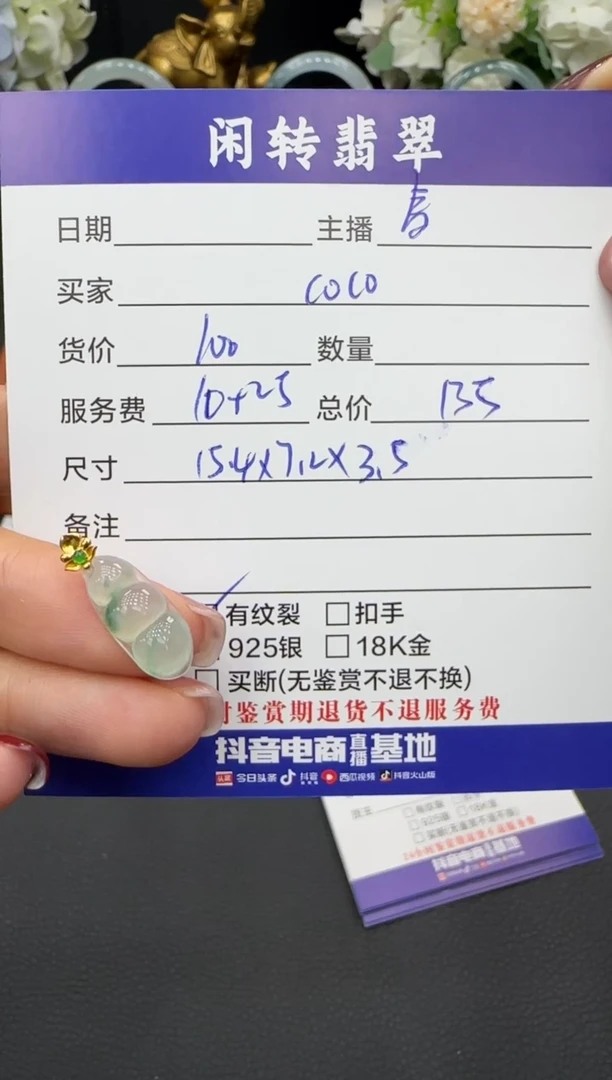 闲转翡翠
日期 主播
买家 coco
货价 100 数量
服务费 10+25 总价 135
尺寸 15.4x7.2x3.5
备注
有纹裂 扣手
925银 18K金
买断(无鉴赏不退不换)
时鉴赏期退货不退服务费
抖音电商直播基地
头条 今日头条 抖音 西瓜视频 抖音火山版